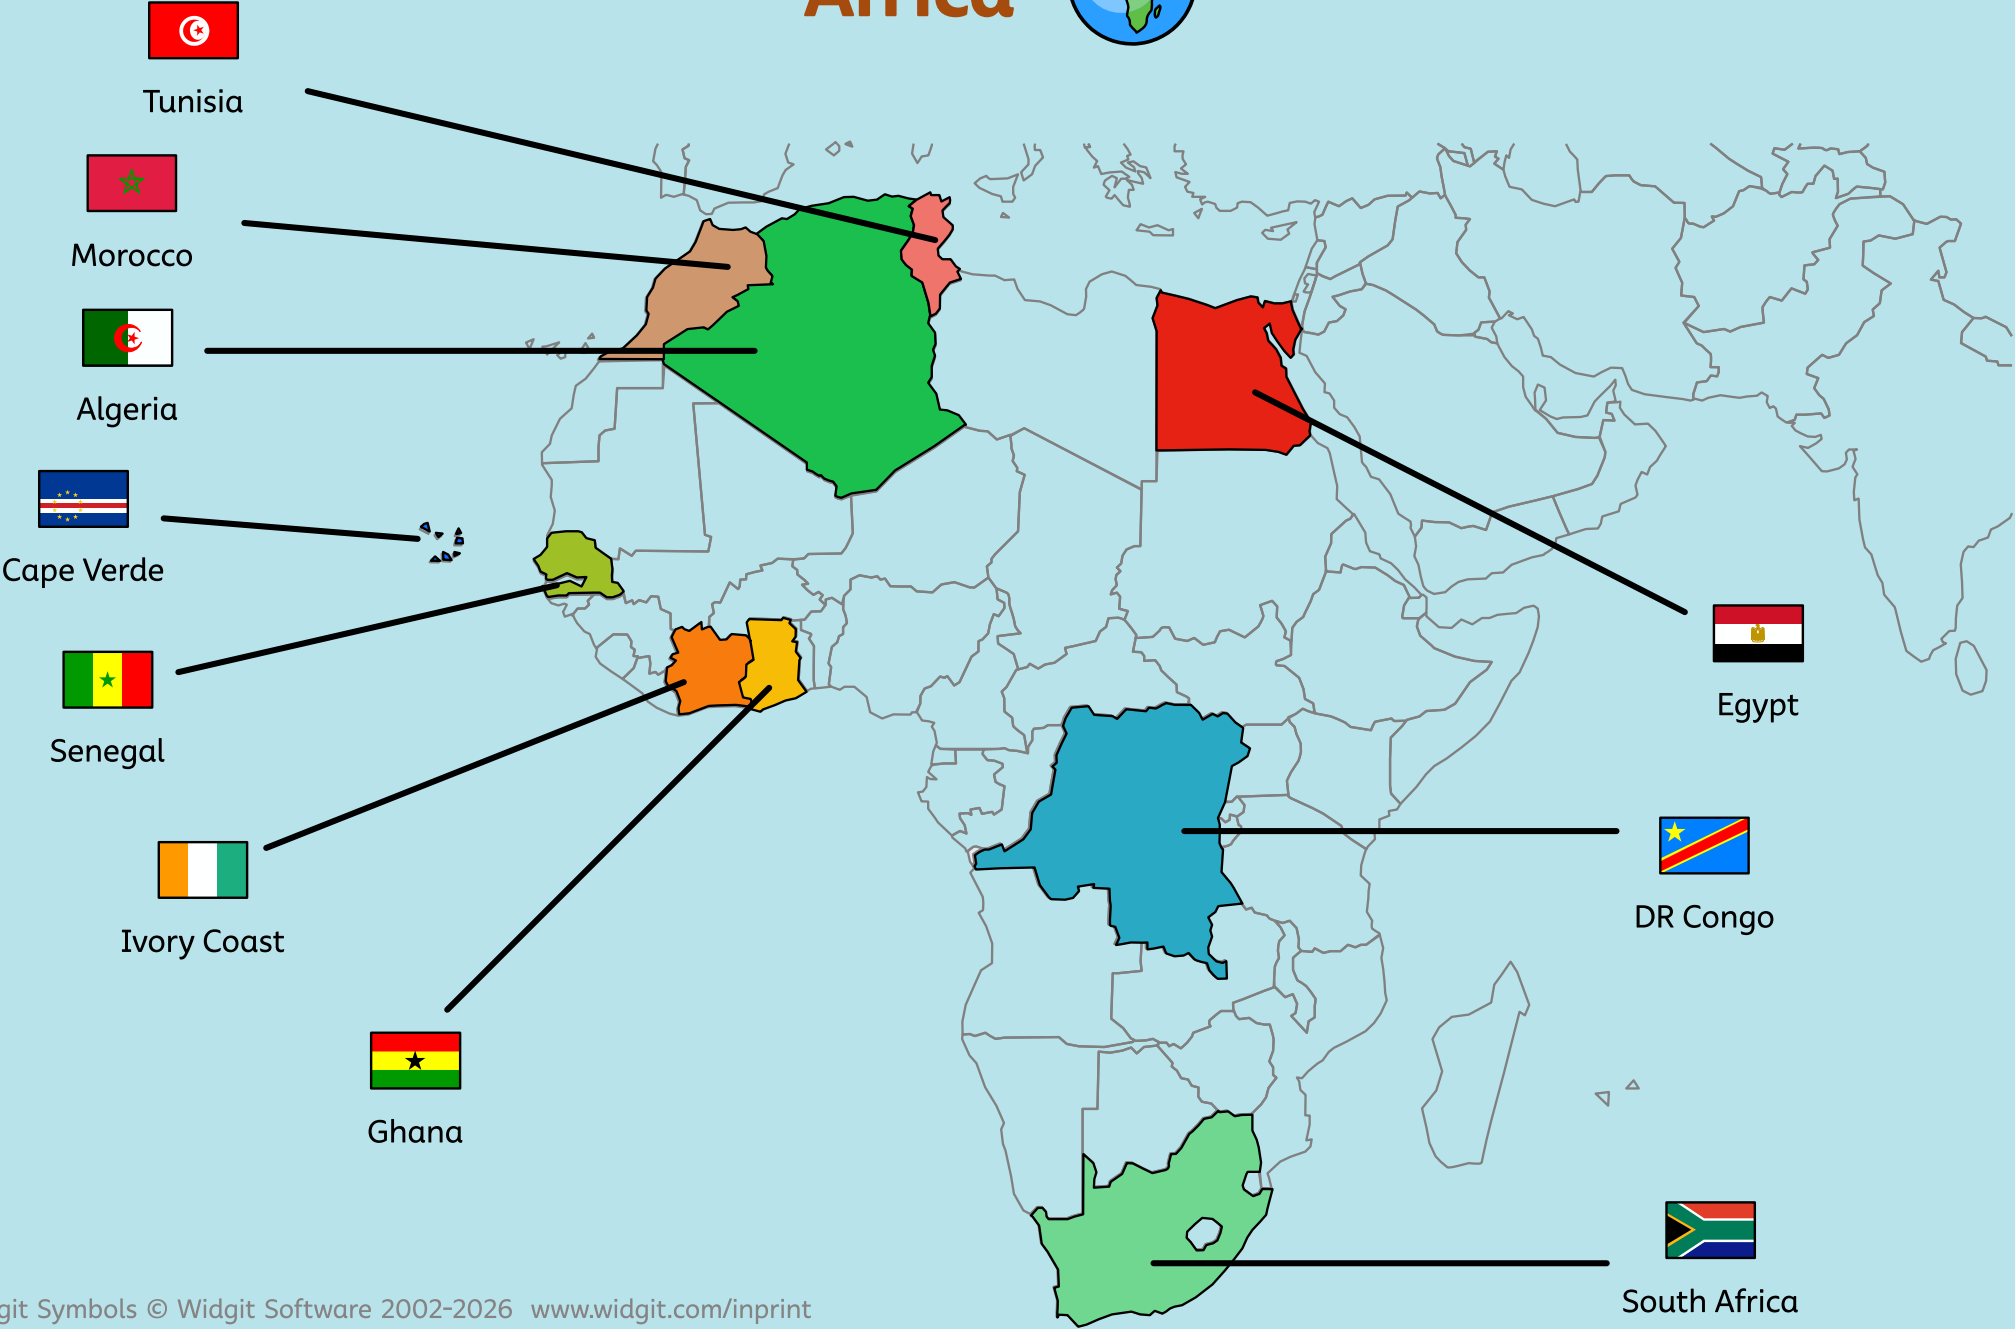 Africa
Tunisia
Morocco
Algeria
Cape Verde
Senegal
Ivory Coast
Ghana
Egypt
DR Congo
South Africa
git Symbols © Widgit Software 2002-2026 www.widgit.com/inprint